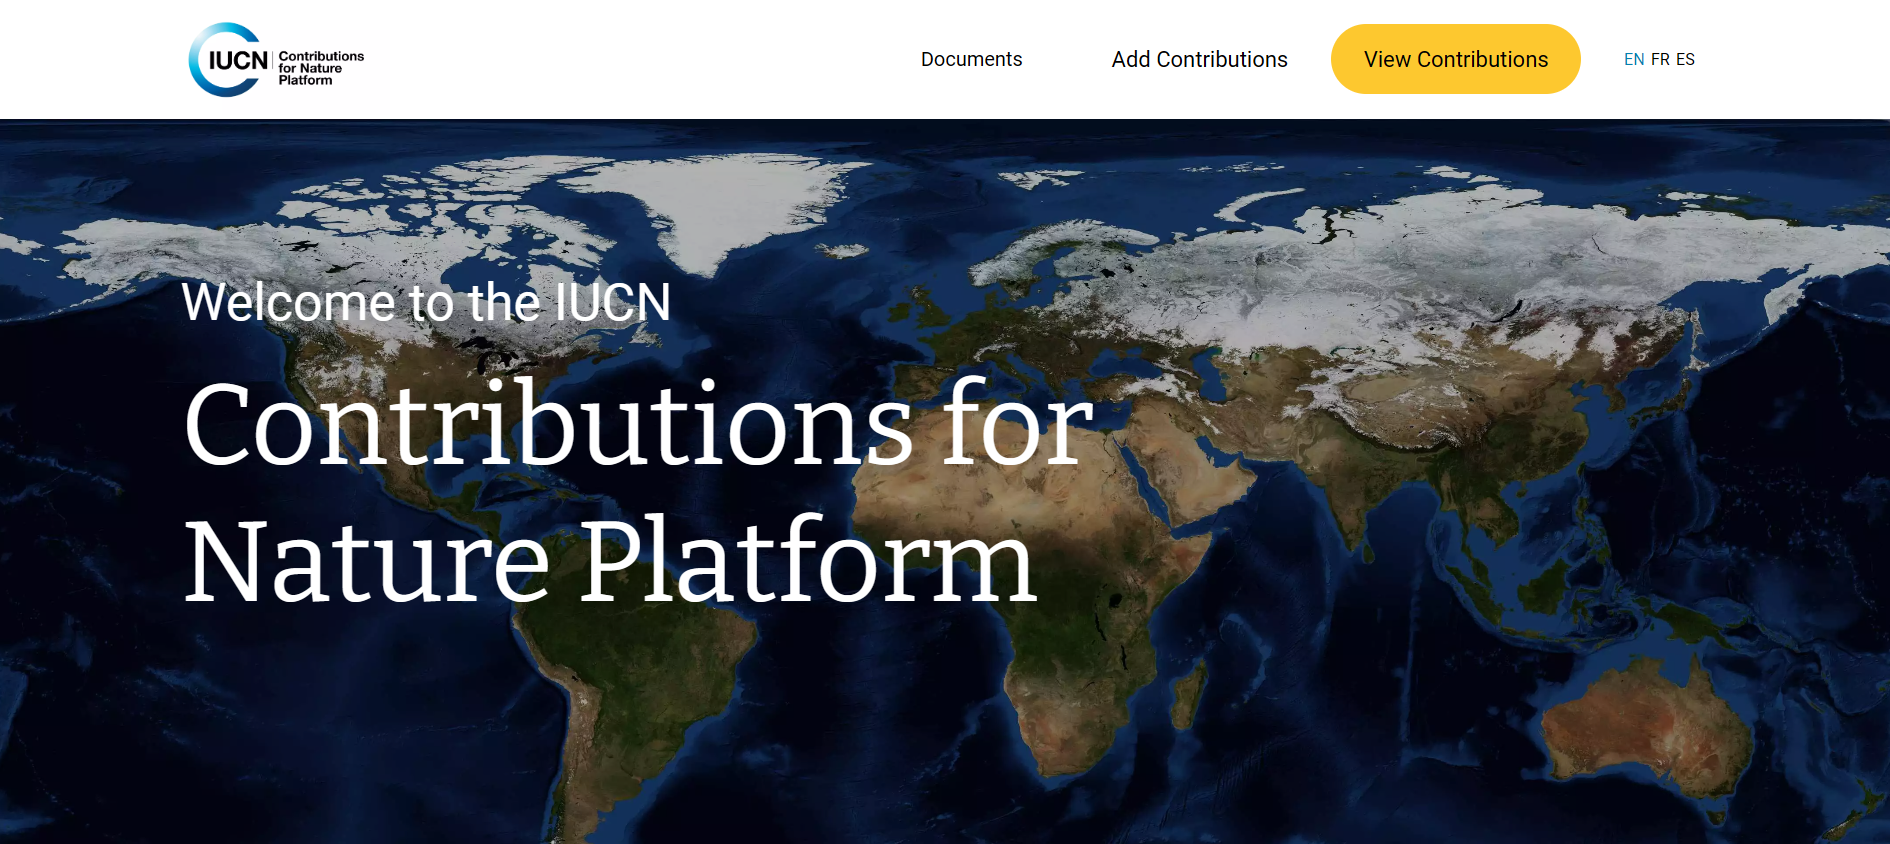 IUCN
Contributions
for Nature
Platform
Documents
Add Contributions
View Contributions
EN FR ES
Welcome to the IUCN
Contributions for
Nature Platform